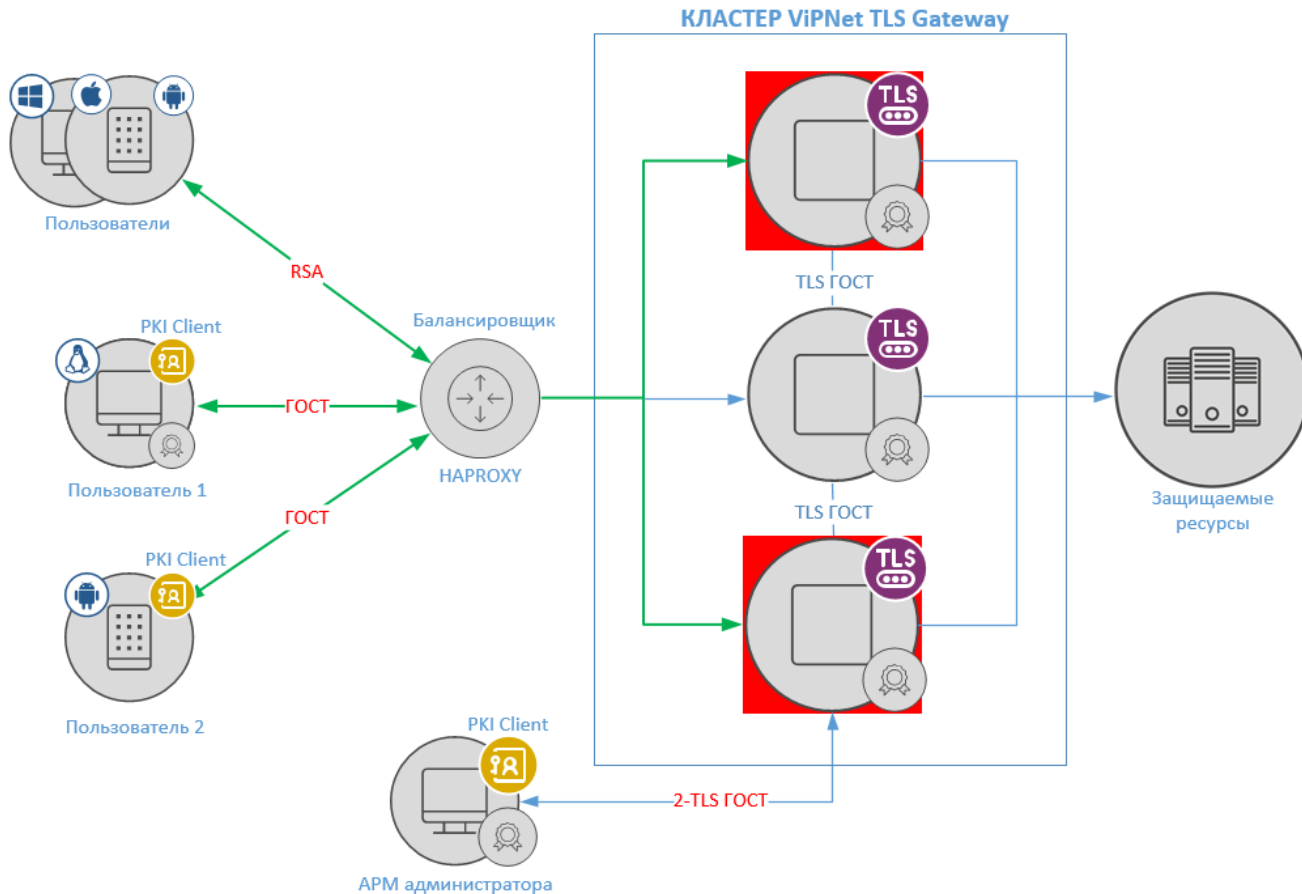 КЛАСТЕР ViPNet TLS Gateway
TLS
Пользователи
RSA
TLS ГОСТ
PKI Client
Балансировщик
TLS
ГОСТ
HAPROXY
Пользователь 1
Защищаемые
ресурсы
TLS ГОСТ
ГОСТ
PKI Client
TLS
Пользователь 2
PKI Client
2-TLS ГОСТ
АРМ администратора